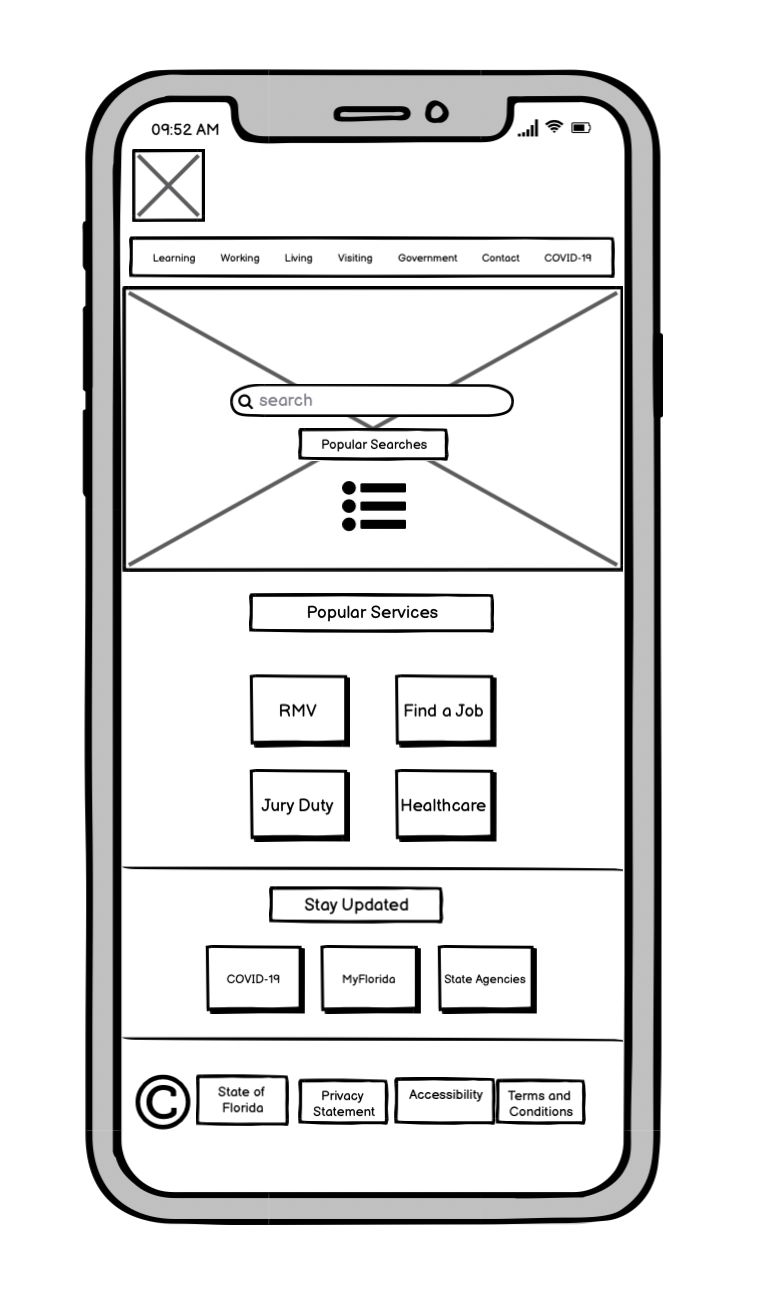 09:52 AM
Learning Working Living Visiting Government Contact COVID-19
search
Popular Searches
Popular Services
RMV Find a Job
Jury Duty Healthcare
Stay Updated
COVID-19 MyFlorida State Agencies
©
State of
Florida
Privacy
Statement
Accessibility
Terms and
Conditions